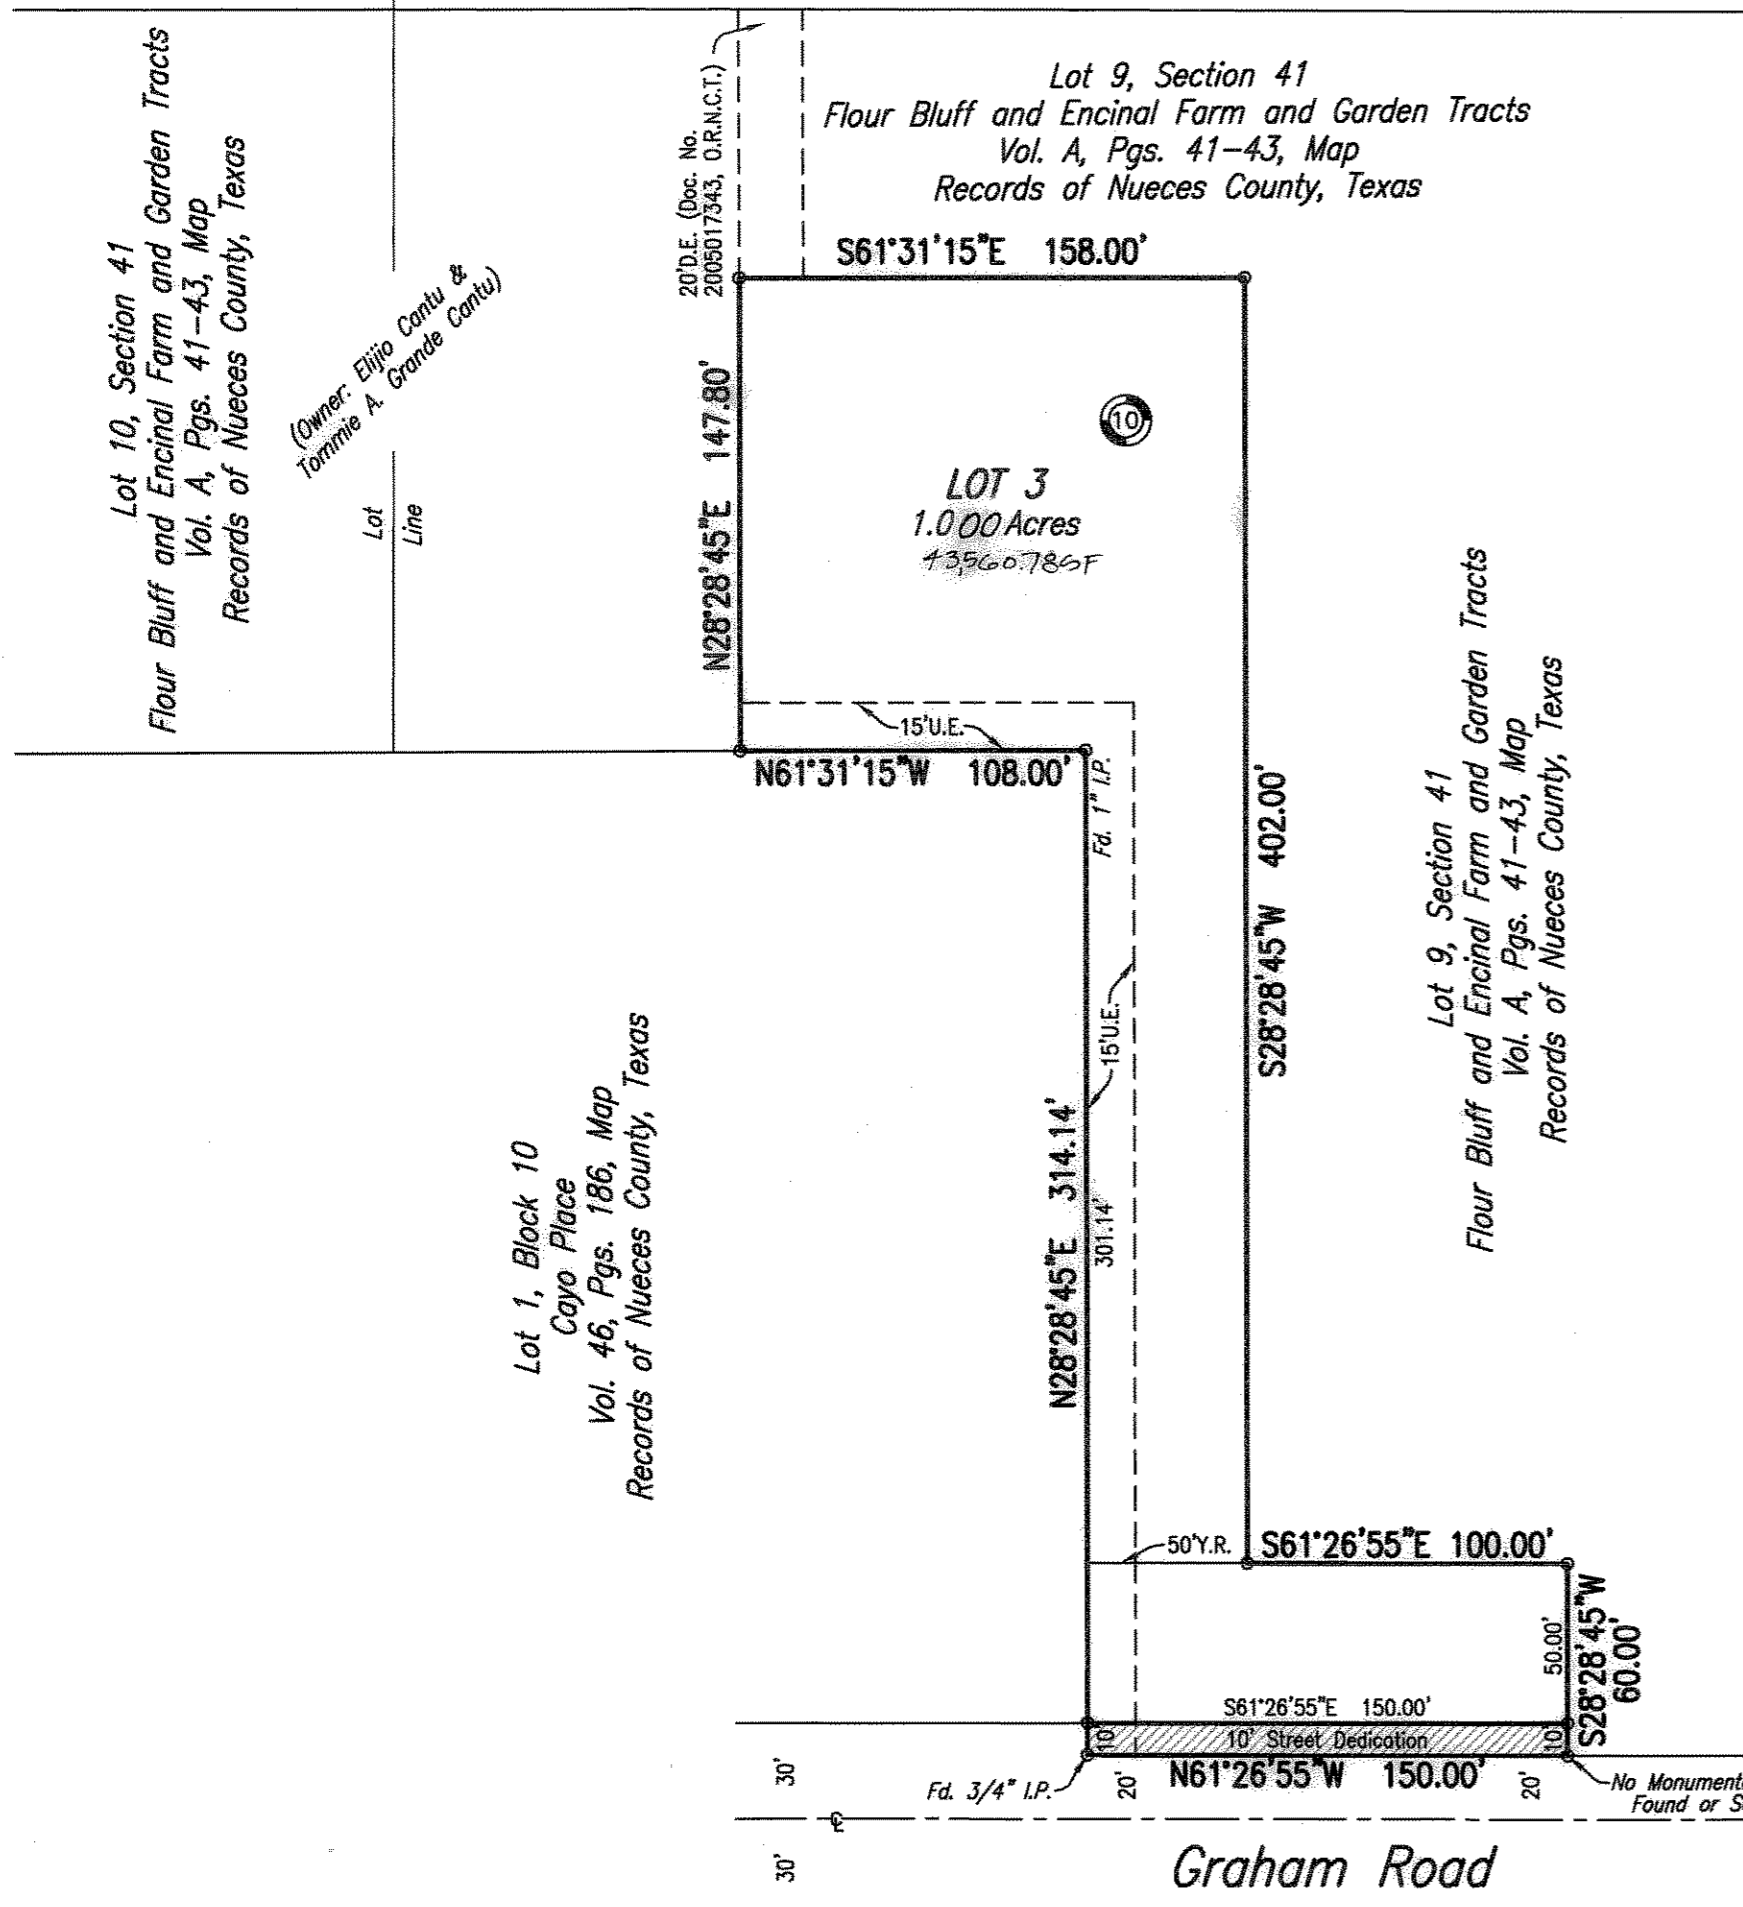 Lot 10, Section 41
Flour Bluff and Encinal Farm and Garden Tracts
Vol. A, Pgs. 41-43, Map
Records of Nueces County, Texas
(Owner: Elijio Cantu &
Tommie A. Grande Cantu)
Lot
Line
20'D.E. (Doc. No.
2005017343, O.R.N.C.T.)
Lot 9, Section 41
Flour Bluff and Encinal Farm and Garden Tracts
Vol. A, Pgs. 41-43, Map
Records of Nueces County, Texas
S61°31'15"E 158.00'
N28°28'45"E 147.80'
10
LOT 3
1.000 Acres
43,560.78SF
15'U.E.
N61°31'15"W 108.00'
Fd. 1" I.P.
S28°28'45"W 402.00'
Lot 9, Section 41
Flour Bluff and Encinal Farm and Garden Tracts
Vol. A, Pgs. 41-43, Map
Records of Nueces County, Texas
Lot 1, Block 10
Cayo Place
Vol. 46, Pgs. 186, Map
Records of Nueces County, Texas
15'U.E.
N28°28'45"E 314.14'
301.14'
50'Y.R.
S61°26'55"E 100.00'
50.00'
S28°28'45"W
60.00'
S61°26'55"E 150.00'
10'
10' Street Dedication
10'
N61°26'55"W 150.00'
Fd. 3/4" I.P.
30'
20'
20'
No
Found or
℄
30'
Graham Road